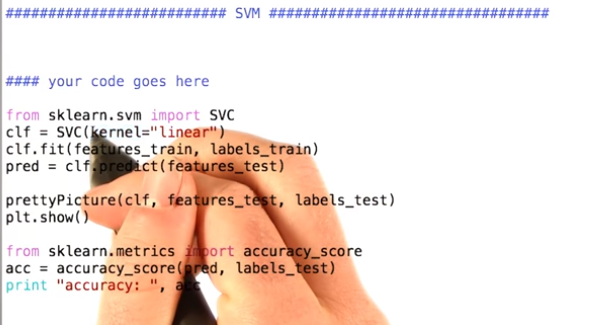 ########################## SVM #################################
#### your code goes here
from sklearn.svm import SVC
clf = SVC(kernel="linear")
clf.fit(features_train, labels_train)
pred = clf.predict(features_test)
prettyPicture(clf, features_test, labels_test)
plt.show()
from sklearn.metrics import accuracy_score
acc = accuracy_score(pred, labels_test)
print "accuracy: ", acc